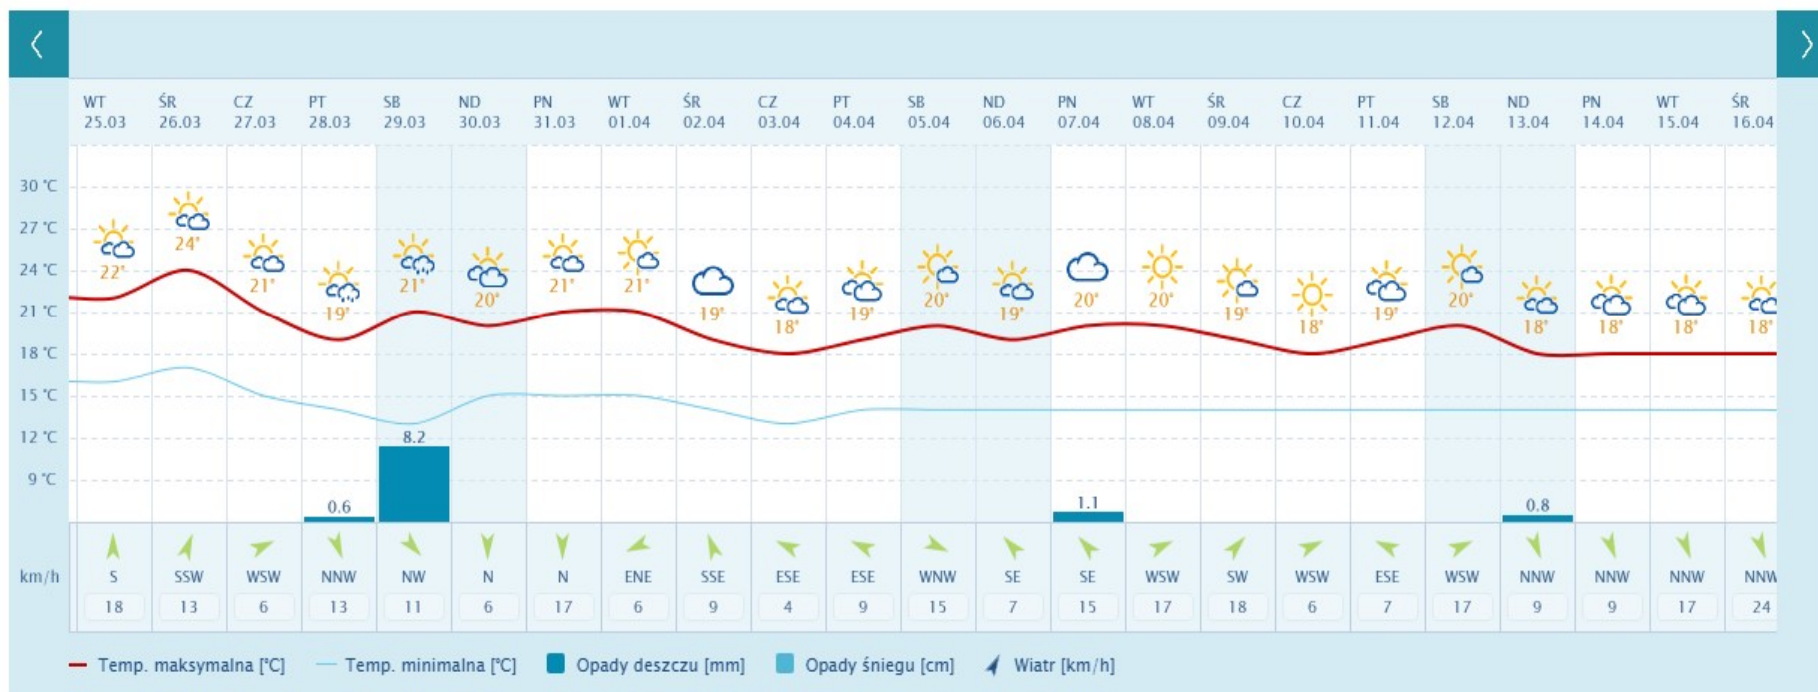 WT ŚR CZ PT SB ND PN WT ŚR CZ PT SB ND PN WT ŚR CZ PT SB ND PN WT ŚR
25.03 26.03 27.03 28.03 29.03 30.03 31.03 01.04 02.04 03.04 04.04 05.04 06.04 07.04 08.04 09.04 10.04 11.04 12.04 13.04 14.04 15.04 16.04
30 °C
27 °C
24°
24 °C
22° 21° 21° 21° 21°
20° 20° 20° 20° 20°
21 °C
19° 19° 19° 19° 19° 19°
18° 18° 18° 18° 18° 18°
18 °C
15 °C
12 °C
8.2
9 °C
0.6 1.1 0.8
km/h S SSW WSW NNW NW N N ENE SSE ESE ESE WNW SE SE WSW SW WSW ESE WSW NNW NNW NNW NNW
18 13 6 13 11 6 17 6 9 4 9 15 7 15 17 18 6 7 17 9 9 17 24
Temp. maksymalna [°C] Temp. minimalna [°C] Opady deszczu [mm] Opady śniegu [cm] Wiatr [km/h]